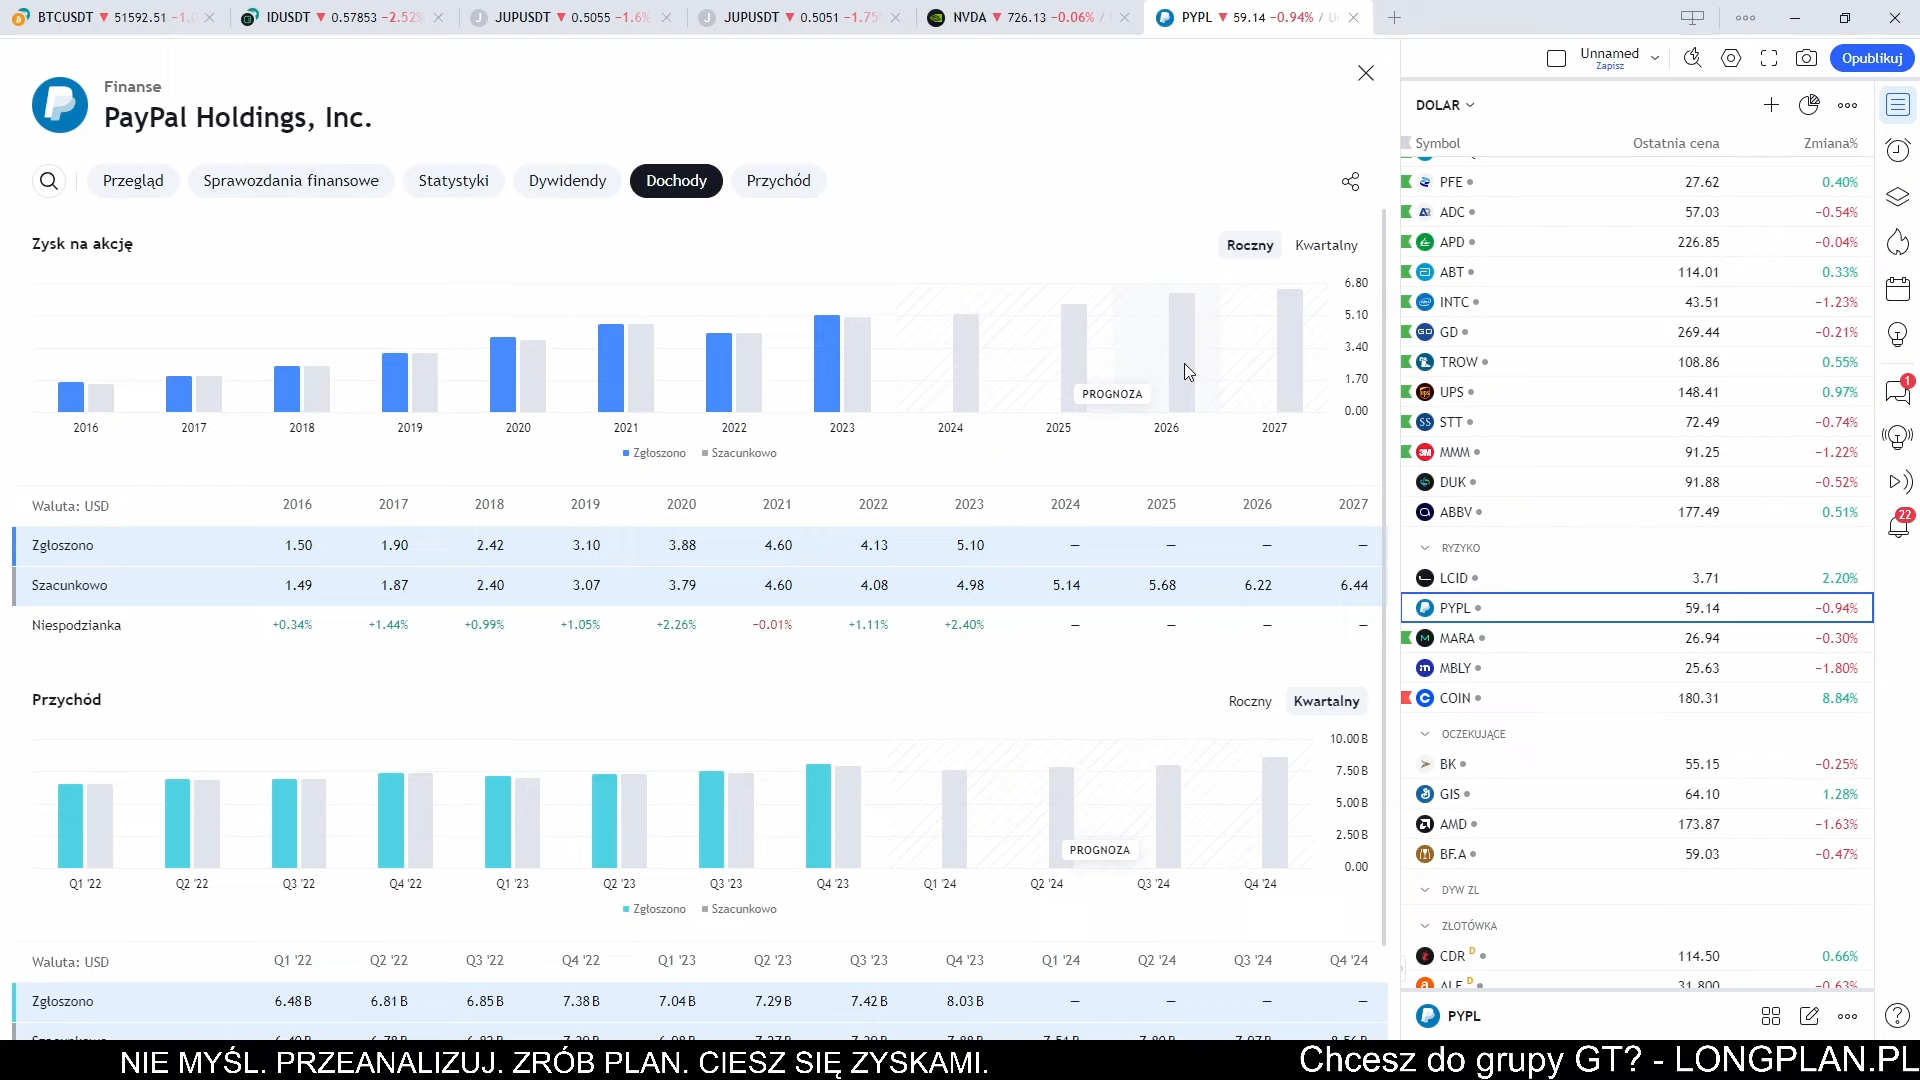 BTCUSDT ▼ 51592.51 −1.0
IDUSDT ▼ 0.57853 −2.52%
JUPUSDT ▼ 0.5055 −1.6%
JUPUSDT ▼ 0.5051 −1.75
NVDA ▼ 726.13 −0.06% /
PYPL ▼ 59.14 −0.94% / U
Finanse
PayPal Holdings, Inc.
Przegląd
Sprawozdania finansowe
Statystyki
Dywidendy
Dochody
Przychód
Zysk na akcję
Roczny Kwartalny
6.80
5.10
3.40
1.70
0.00
PROGNOZA
2016 2017 2018 2019 2020 2021 2022 2023 2024 2025 2026 2027
Zgłoszono Szacunkowo
Waluta: USD 2016 2017 2018 2019 2020 2021 2022 2023 2024 2025 2026 2027
Zgłoszono 1.50 1.90 2.42 3.10 3.88 4.60 4.13 5.10 — — — —
Szacunkowo 1.49 1.87 2.40 3.07 3.79 4.60 4.08 4.98 5.14 5.68 6.22 6.44
Niespodzianka +0.34% +1.44% +0.99% +1.05% +2.26% −0.01% +1.11% +2.40% — — — —
Przychód
Roczny Kwartalny
10.00 B
7.50 B
5.00 B
2.50 B
0.00
PROGNOZA
Q1 '22 Q2 '22 Q3 '22 Q4 '22 Q1 '23 Q2 '23 Q3 '23 Q4 '23 Q1 '24 Q2 '24 Q3 '24 Q4 '24
Zgłoszono Szacunkowo
Waluta: USD Q1 '22 Q2 '22 Q3 '22 Q4 '22 Q1 '23 Q2 '23 Q3 '23 Q4 '23 Q1 '24 Q2 '24 Q3 '24 Q4 '24
Zgłoszono 6.48 B 6.81 B 6.85 B 7.38 B 7.04 B 7.29 B 7.42 B 8.03 B — — — —
Unnamed
Zapisz
Opublikuj
DOLAR
Symbol Ostatnia cena Zmiana%
PFE 27.62 0.40%
ADC 57.03 −0.54%
APD 226.85 −0.04%
ABT 114.01 0.33%
INTC 43.51 −1.23%
GD 269.44 −0.21%
TROW 108.86 0.55%
UPS 148.41 0.97%
STT 72.49 −0.74%
MMM 91.25 −1.22%
DUK 91.88 −0.52%
ABBV 177.49 0.51%
RYZYKO
LCID 3.71 2.20%
PYPL 59.14 −0.94%
MARA 26.94 −0.30%
MBLY 25.63 −1.80%
COIN 180.31 8.84%
OCZEKUJĄCE
BK 55.15 −0.25%
GIS 64.10 1.28%
AMD 173.87 −1.63%
BF.A 59.03 −0.47%
DYW ZL
ZŁOTÓWKA
CDR D 114.50 0.66%
ALE D 31.800 −0.63%
PYPL
1
22
NIE MYŚL. PRZEANALIZUJ. ZRÓB PLAN. CIESZ SIĘ ZYSKAMI.
Chcesz do grupy GT? - LONGPLAN.PL